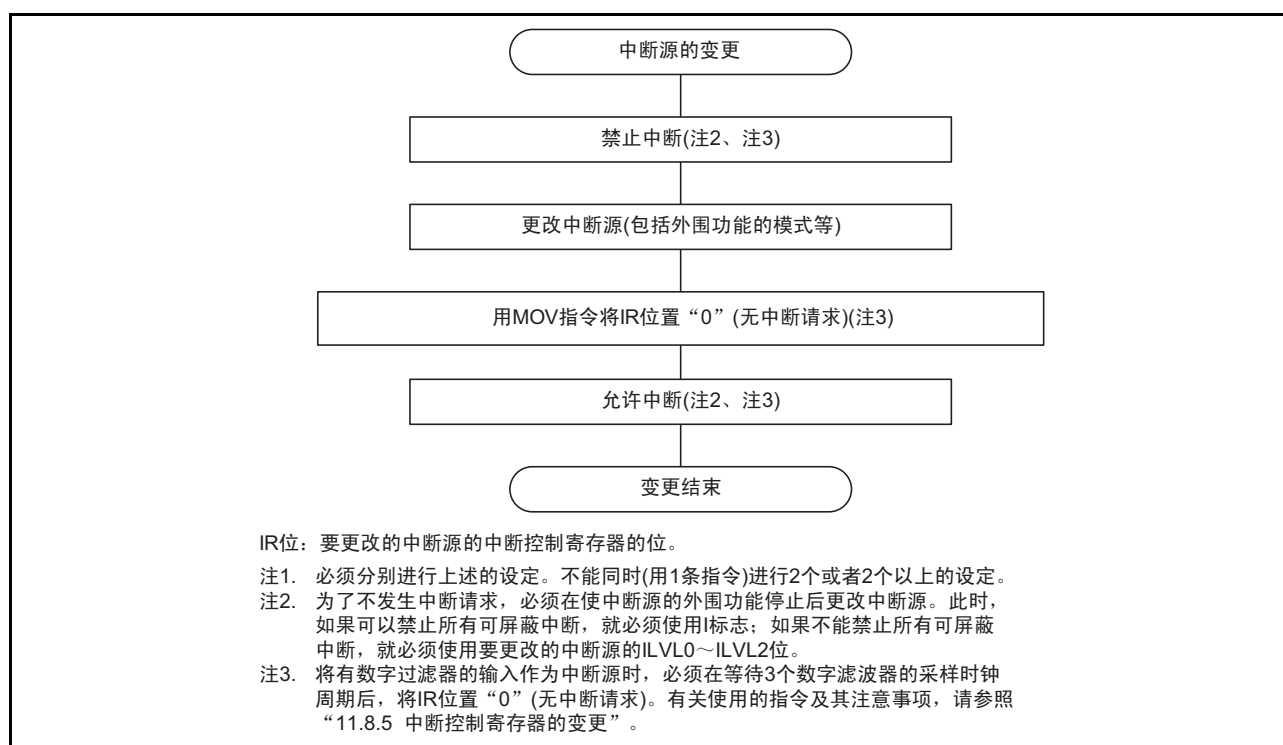 中断源的变更
禁止中断(注2、注3)
更改中断源(包括外围功能的模式等)
用MOV指令将IR位置“0”(无中断请求)(注3)
允许中断(注2、注3)
变更结束
IR位：要更改的中断源的中断控制寄存器的位。
注1. 必须分别进行上述的设定。不能同时(用1条指令)进行2个或者2个以上的设定。
注2. 为了不发生中断请求，必须在使中断源的外围功能停止后更改中断源。此时，
如果可以禁止所有可屏蔽中断，就必须使用I标志；如果不能禁止所有可屏蔽
中断，就必须使用要更改的中断源的ILVL0～ILVL2位。
注3. 将有数字过滤器的输入作为中断源时，必须在等待3个数字滤波器的采样时钟
周期后，将IR位置“0”(无中断请求)。有关使用的指令及其注意事项，请参照
“11.8.5 中断控制寄存器的变更”。